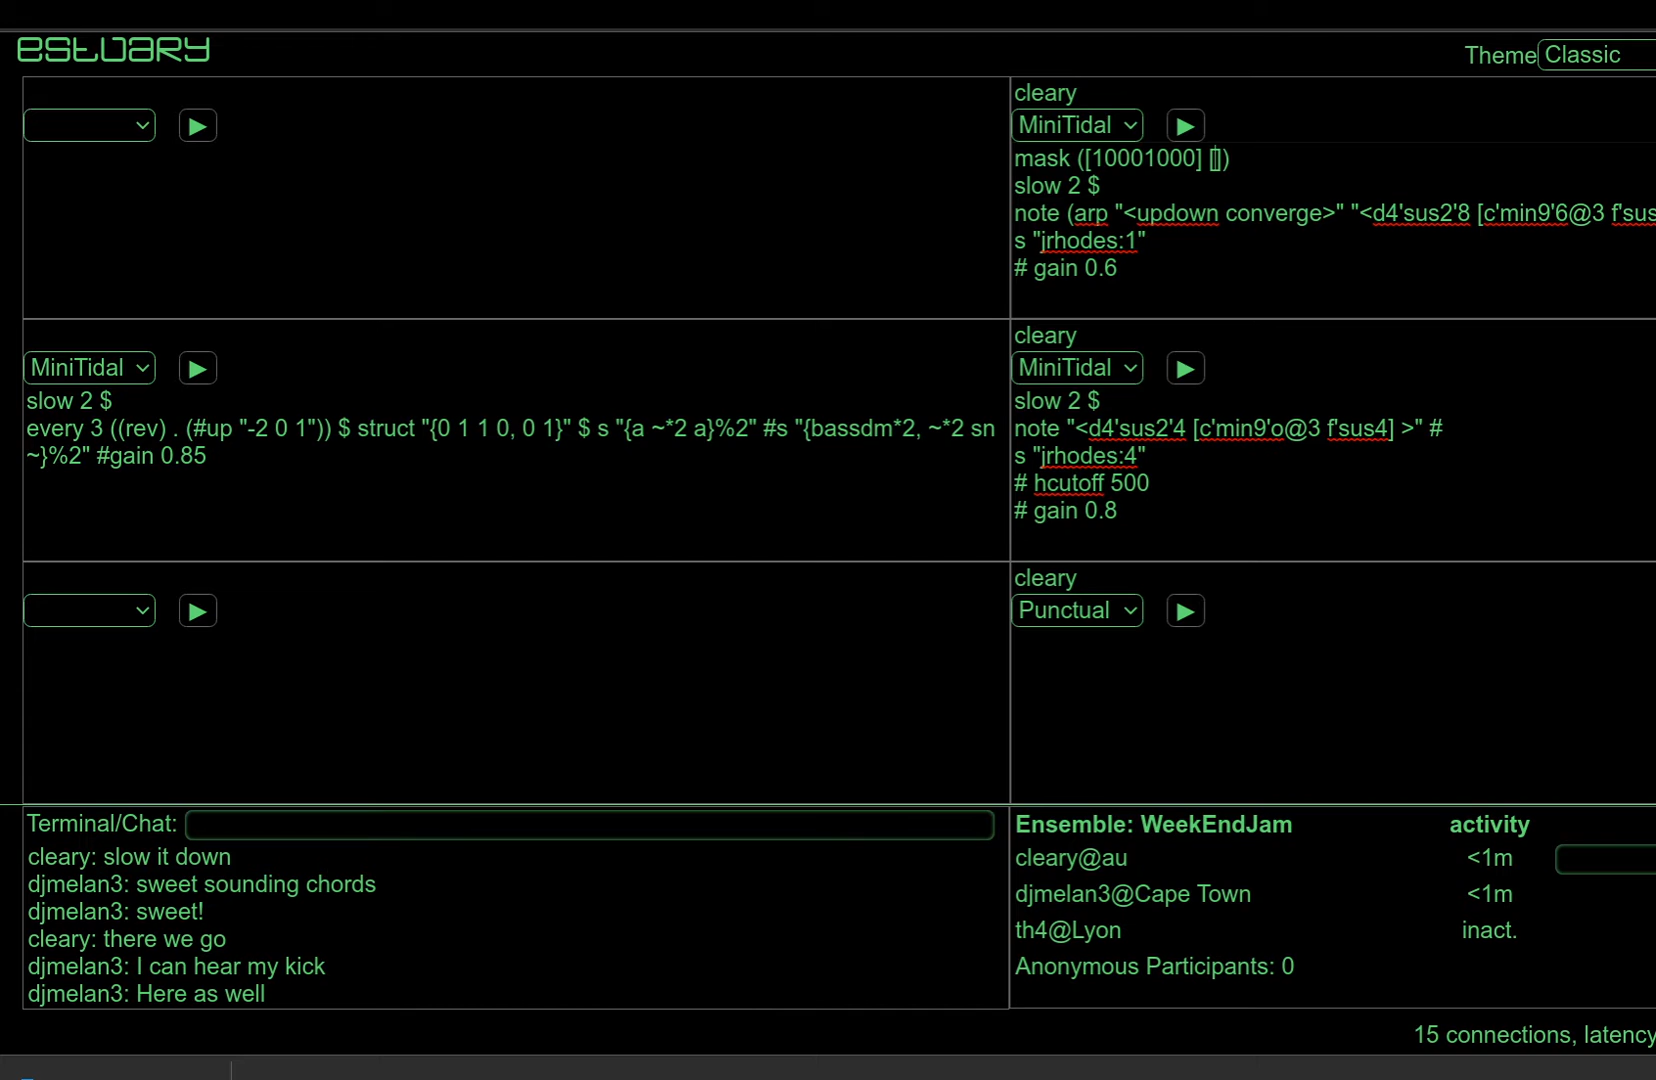 estuary
Theme Classic
cleary
MiniTidal
mask ([10001000] [])
slow 2 $
note (arp "<updown converge>" "<d4'sus2'8 [c'min9'6@3 f'sus
s "jrhodes:1"
# gain 0.6
MiniTidal
slow 2 $
every 3 ((rev) . (#up "-2 0 1")) $ struct "{0 1 1 0, 0 1}" $ s "{a ~*2 a}%2" #s "{bassdm*2, ~*2 sn
~}%2" #gain 0.85
cleary
MiniTidal
slow 2 $
note "<d4'sus2'4 [c'min9'o@3 f'sus4] >" #
s "jrhodes:4"
# hcutoff 500
# gain 0.8
cleary
Punctual
Terminal/Chat:
cleary: slow it down
djmelan3: sweet sounding chords
djmelan3: sweet!
cleary: there we go
djmelan3: I can hear my kick
djmelan3: Here as well
Ensemble: WeekEndJam activity
cleary@au <1m
djmelan3@Cape Town <1m
th4@Lyon inact.
Anonymous Participants: 0
15 connections, latency